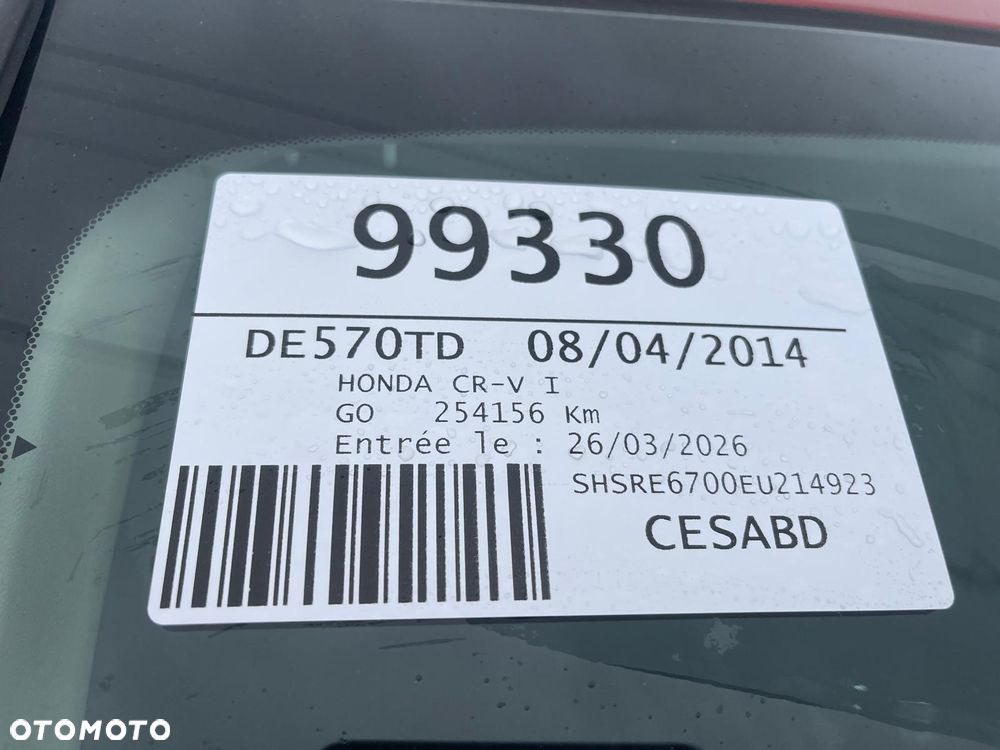 99330
DE570TD 08/04/2014
HONDA CR-V I
GO 254156 Km
Entrée le : 26/03/2026
SHSRE6700EU214923
CESABD
OTOMOTO